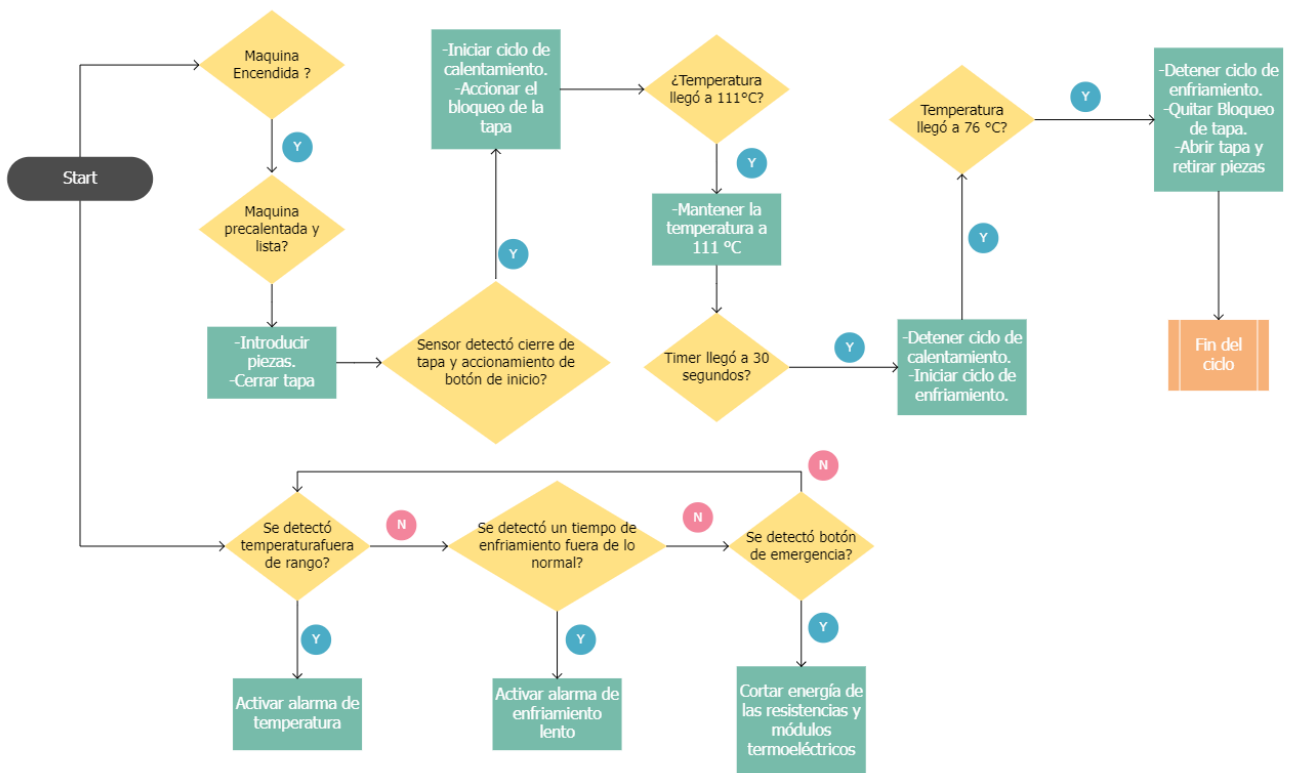 Start
Maquina
Encendida ?
Y
Maquina
precalentada y
lista?
-Introducir
piezas.
-Cerrar tapa
Sensor detectó cierre de
tapa y accionamiento de
botón de inicio?
Y
-Iniciar ciclo de
calentamiento.
-Accionar el
bloqueo de la
tapa
¿Temperatura
llegó a 111°C?
Y
-Mantener la
temperatura a
111 °C
Timer llegó a 30
segundos?
Y
-Detener ciclo de
calentamiento.
-Iniciar ciclo de
enfriamiento.
Y
Temperatura
llegó a 76 °C?
Y
-Detener ciclo de
enfriamiento.
-Quitar Bloqueo
de tapa.
-Abrir tapa y
retirar piezas
Fin del
ciclo
Se detectó
temperaturafuera
de rango?
N
Se detectó un tiempo de
enfriamiento fuera de lo
normal?
N
Se detectó botón
de emergencia?
N
Y
Activar alarma de
temperatura
Y
Activar alarma de
enfriamiento
lento
Y
Cortar energía de
las resistencias y
módulos
termoeléctricos